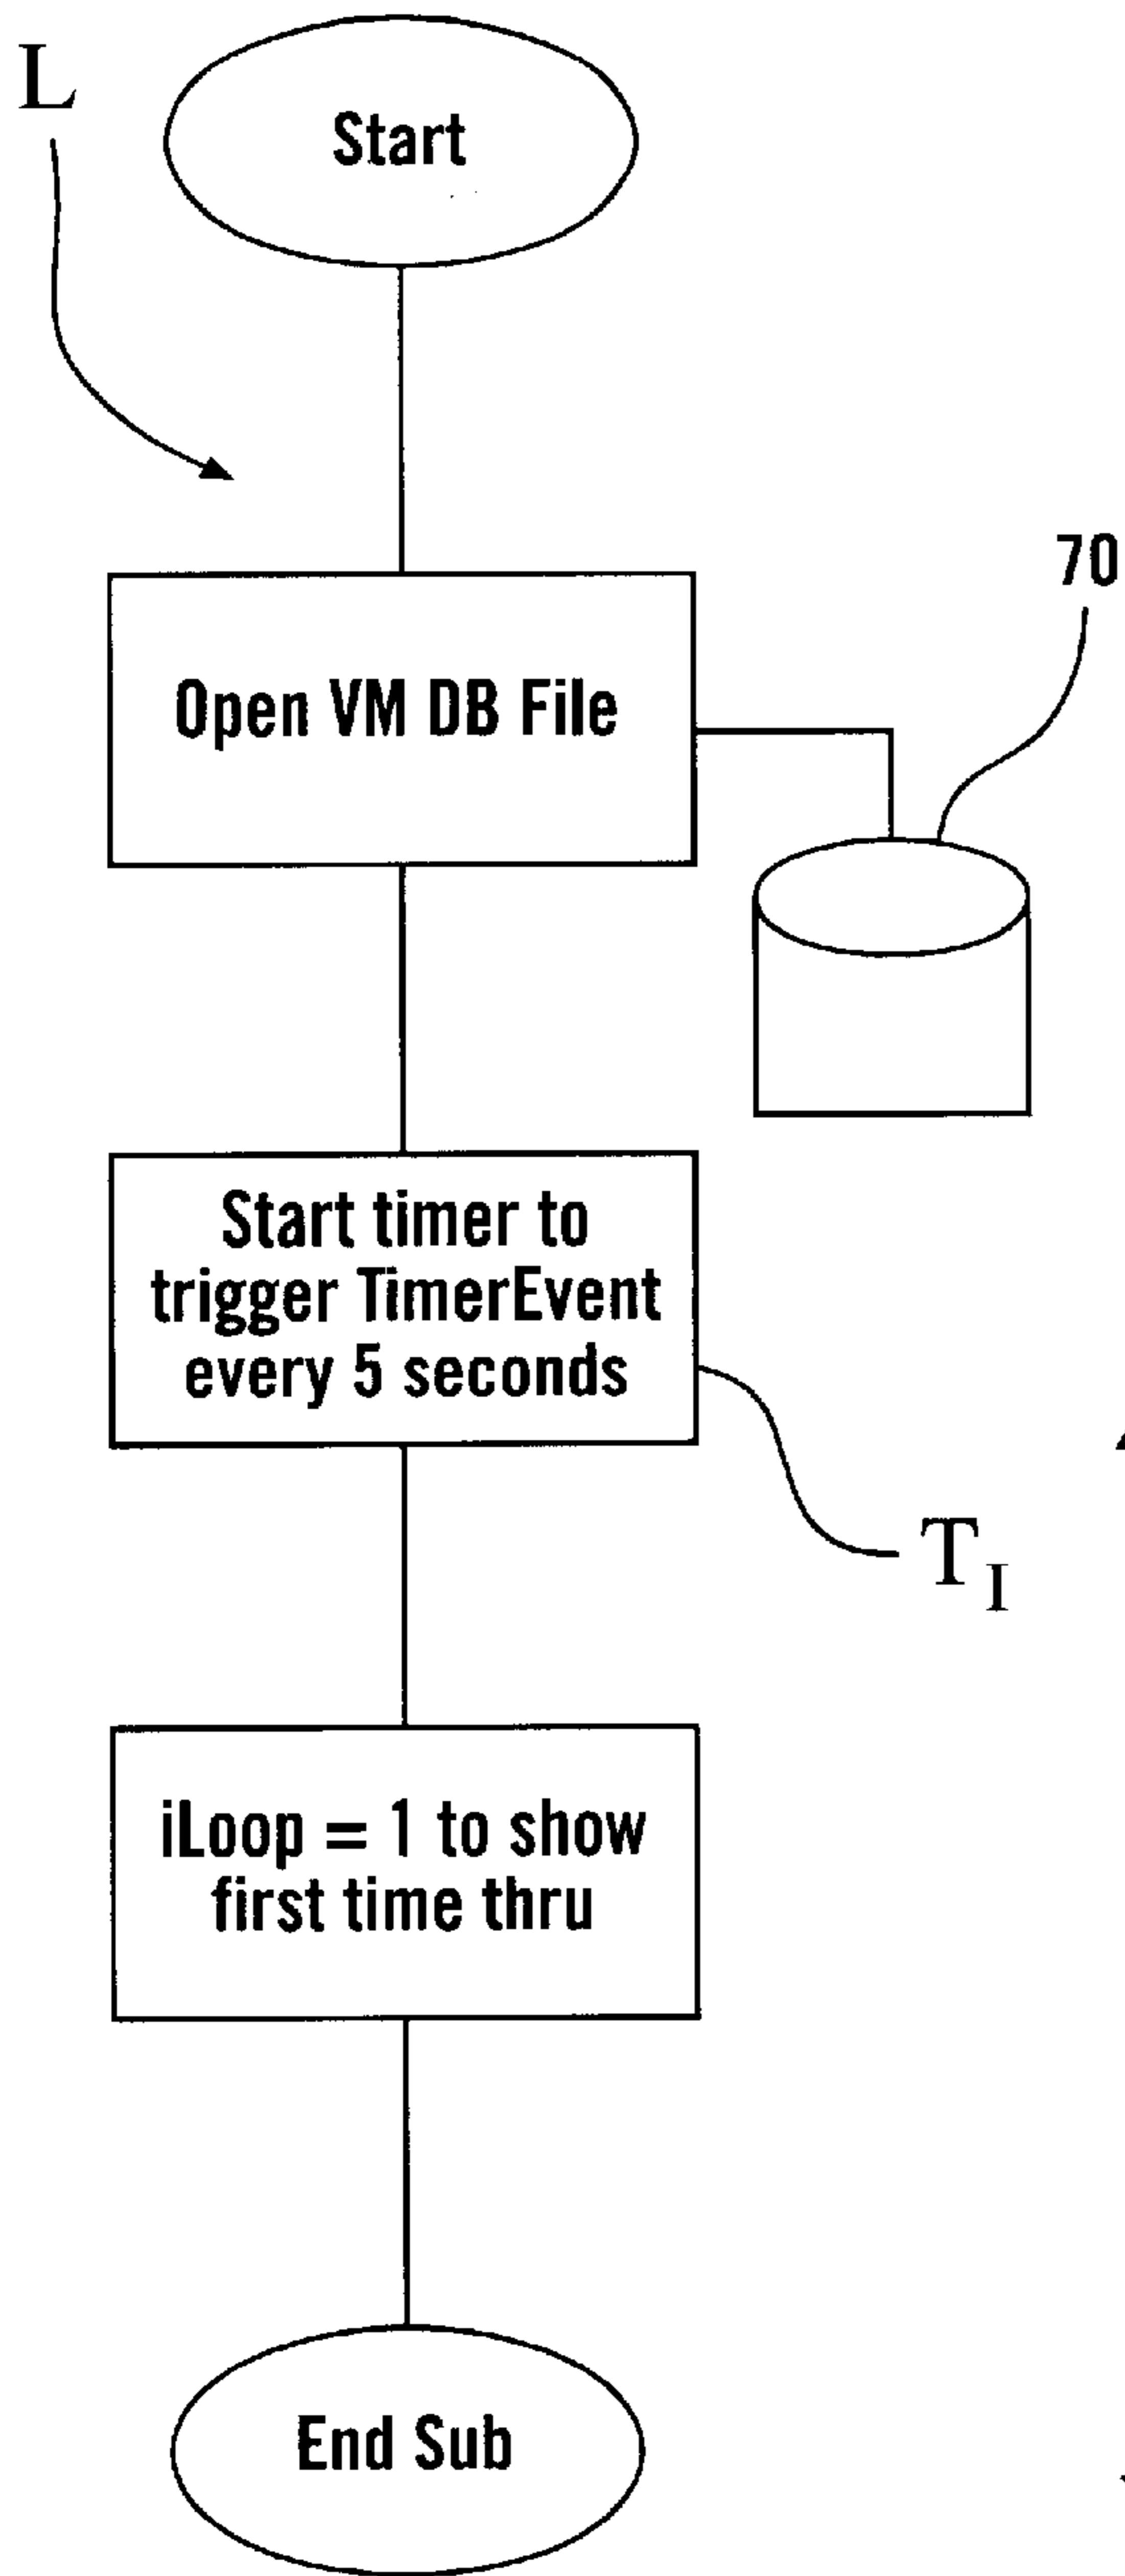 L
Start
Open VM DB File
70
Start timer to
trigger TimerEvent
every 5 seconds
T_I
iLoop = 1 to show
first time thru
End Sub